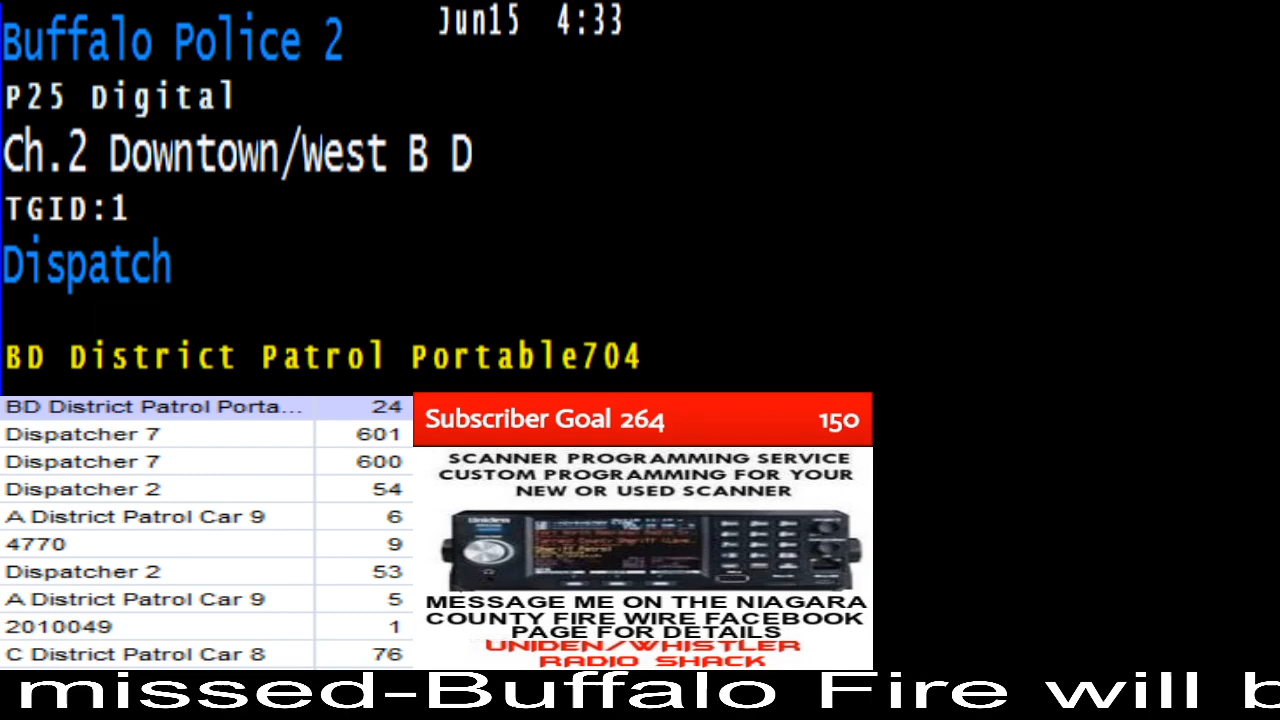 Buffalo Police 2
Jun15 4:33
P25 Digital
Ch.2 Downtown/West B D
TGID:1
Dispatch
BD District Patrol Portable704
BD District Patrol Porta... 24
Dispatcher 7 601
Dispatcher 7 600
Dispatcher 2 54
A District Patrol Car 9 6
4770 9
Dispatcher 2 53
A District Patrol Car 9 5
2010049 1
C District Patrol Car 8 76
Subscriber Goal 264 150
SCANNER PROGRAMMING SERVICE
CUSTOM PROGRAMMING FOR YOUR
NEW OR USED SCANNER
Uniden
MESSAGE ME ON THE NIAGARA
COUNTY FIRE WIRE FACEBOOK
PAGE FOR DETAILS
UNIDEN/WHISTLER
RADIO SHACK
missed-Buffalo Fire will b